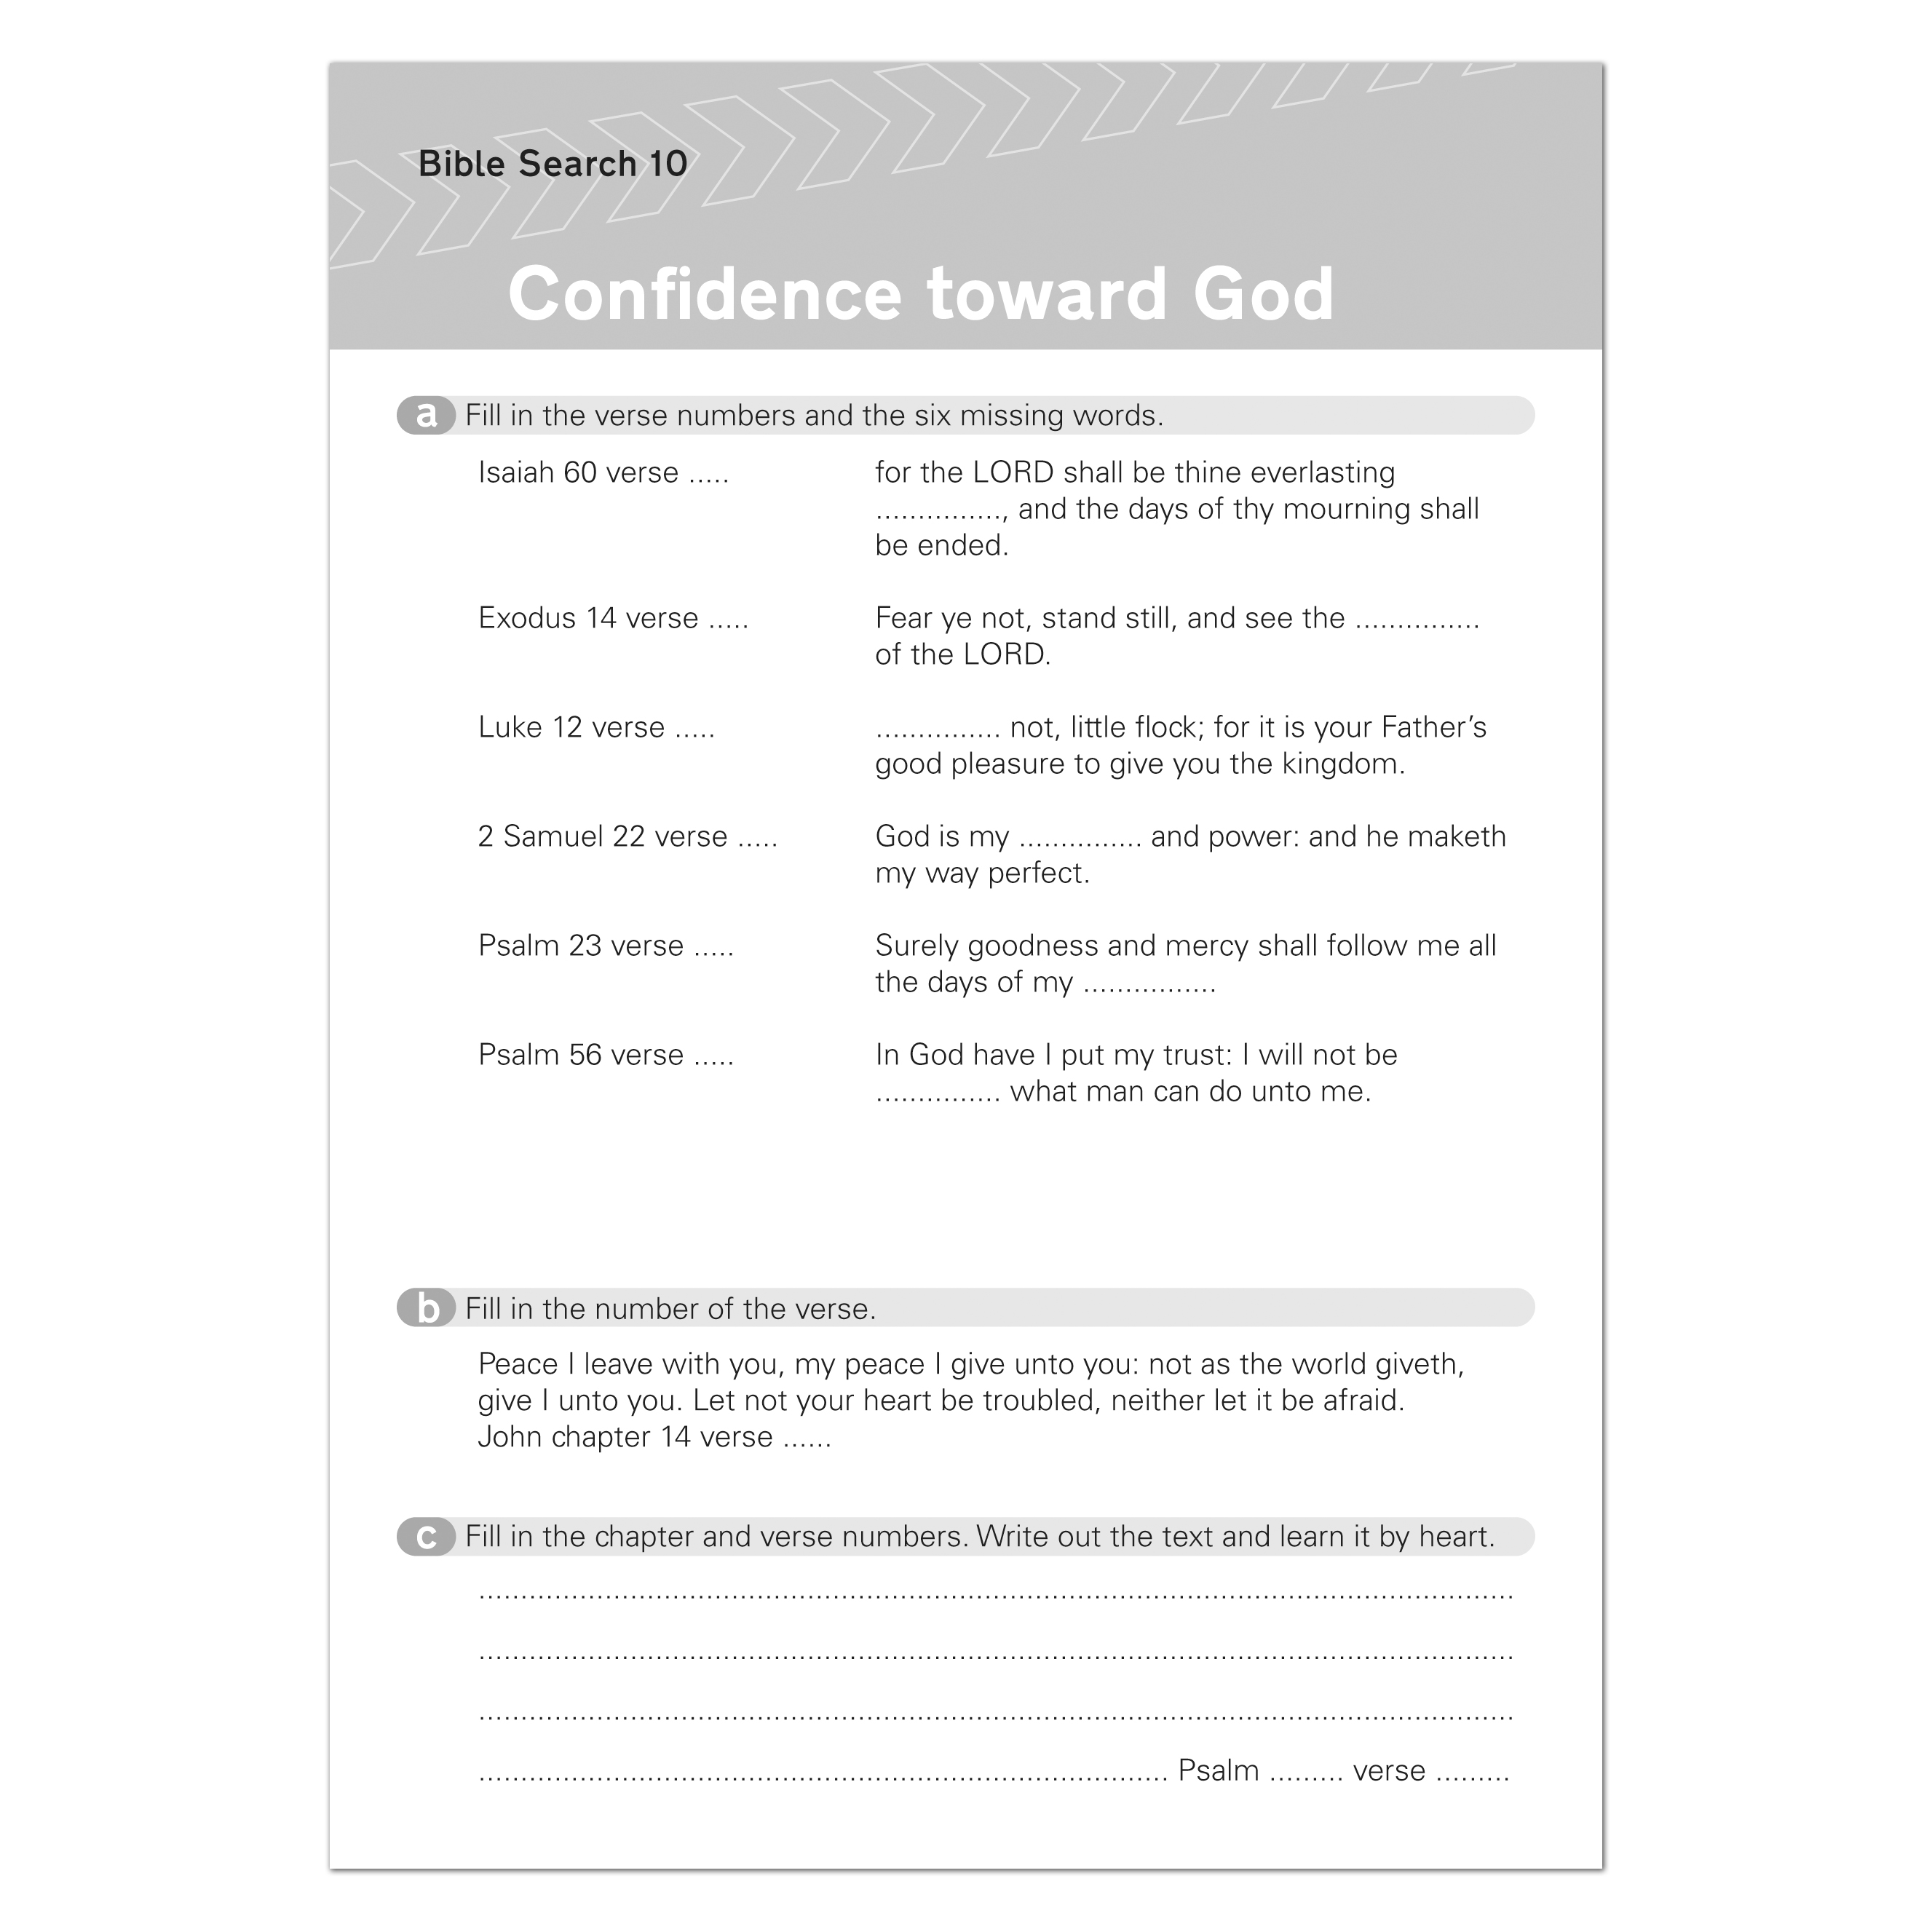 Bible Search 10
Confidence toward God
a Fill in the verse numbers and the six missing words.
Isaiah 60 verse ..... for the LORD shall be thine everlasting
..............., and the days of thy mourning shall
be ended.
Exodus 14 verse ..... Fear ye not, stand still, and see the ...............
of the LORD.
Luke 12 verse ..... ............... not, little flock; for it is your Father’s
good pleasure to give you the kingdom.
2 Samuel 22 verse ..... God is my ............... and power: and he maketh
my way perfect.
Psalm 23 verse ..... Surely goodness and mercy shall follow me all
the days of my ................
Psalm 56 verse ..... In God have I put my trust: I will not be
............... what man can do unto me.
b Fill in the number of the verse.
Peace I leave with you, my peace I give unto you: not as the world giveth,
give I unto you. Let not your heart be troubled, neither let it be afraid.
John chapter 14 verse ......
c Fill in the chapter and verse numbers. Write out the text and learn it by heart.
Psalm ......... verse .........